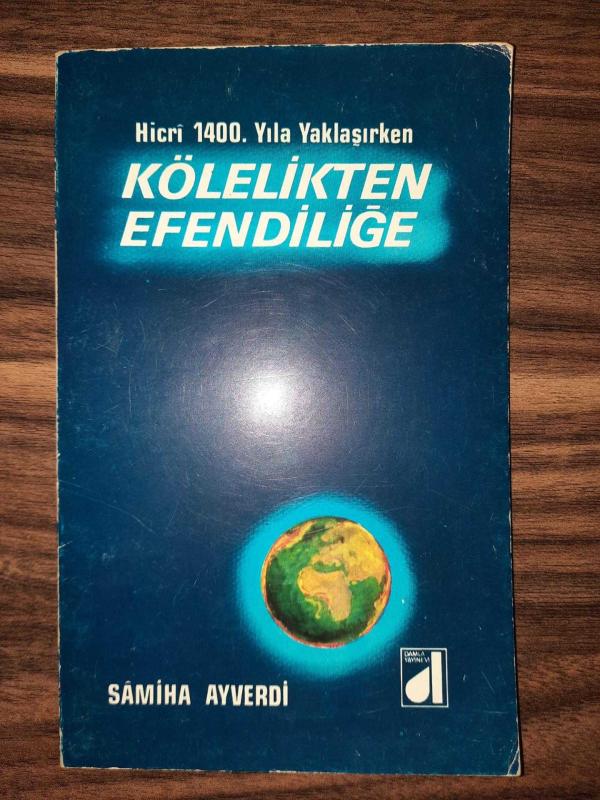 Hicrî 1400. Yıla Yaklaşırken
KÖLELİKTEN
EFENDİLİĞE
DAMLA
YAYINEVİ
SÂMİHA AYVERDİ